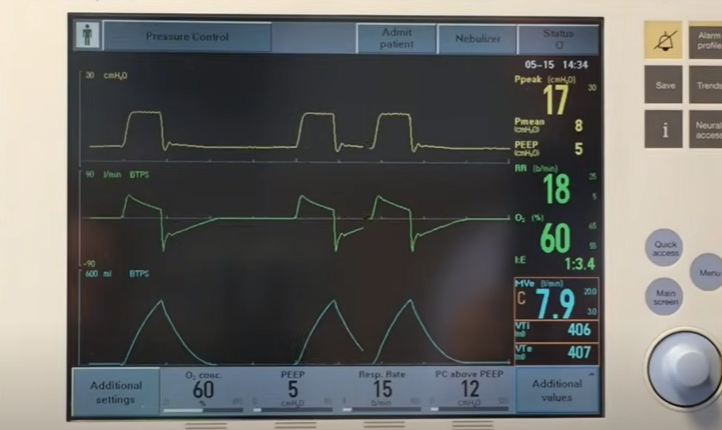 Pressure Control
Admit patient
Nebulizer
Status
05-15 14:34
30 cmH₂O
Ppeak (cmH₂O)
17
30
Pmean (cmH₂O)
8
PEEP (cmH₂O)
5
90 l/min BTPS
-90
RR (b/min)
18
25
5
O₂ (%)
60
65
55
I:E
1:3.4
600 ml BTPS
MVe (l/min)
C 7.9
20.0
3.0
VTi
406
VTe
407
Additional settings
O₂ conc.
60
%
PEEP
5
cmH₂O
Resp. Rate
15
b/min
PC above PEEP
12
cmH₂O
Additional values
Alarm profile
Save
Trends
i
Neural access
Quick access
Menu
Main screen